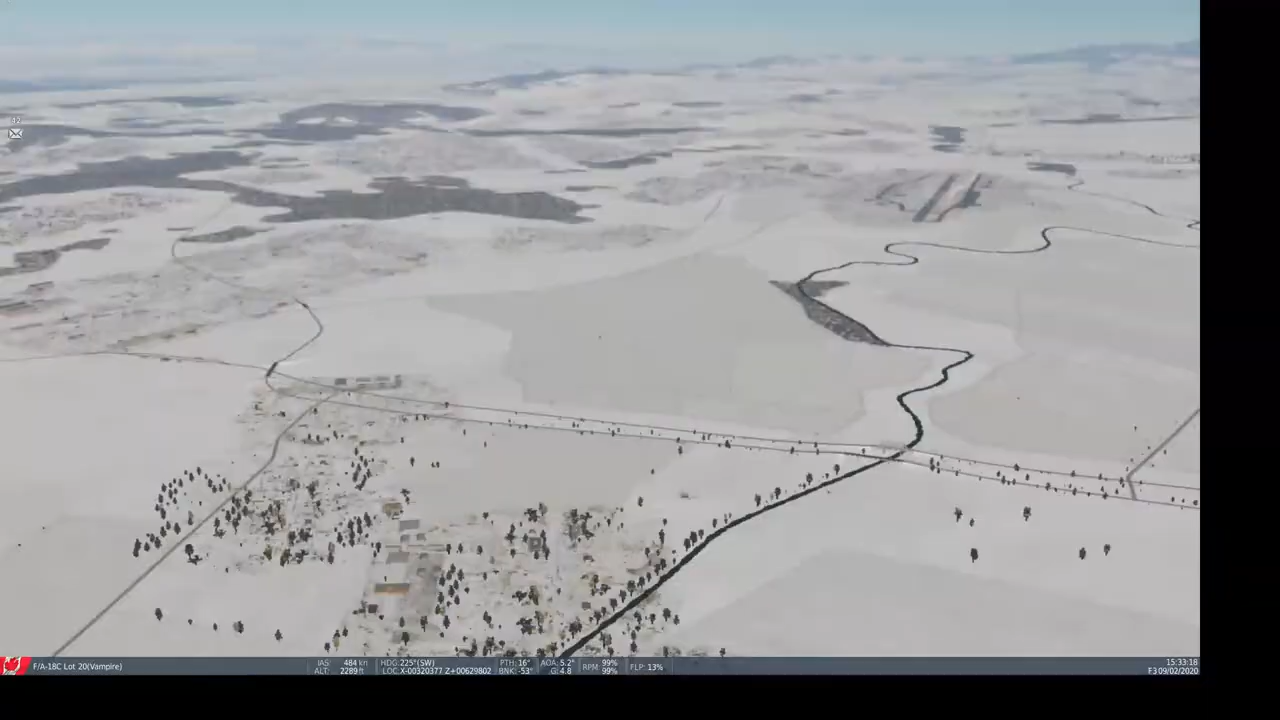 42
F/A-18C Lot 20(Vampire)
IAS: 484 kn HDG:225°(SW) PTH: 16° AOA: 5.2° RPM: 99% FLP: 13% 15:33:18
ALT: 2289 ft LOC:X-00320377 Z+00629802 BNK:-53° G: 4.8 99% F3 09/02/2020